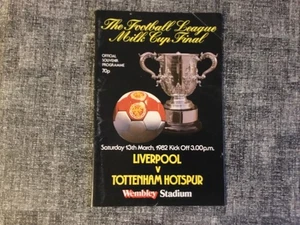 The Football League
Milk Cup Final
OFFICIAL
SOUVENIR
PROGRAMME
70p
Saturday 13th March, 1982 Kick Off 3.00p.m.
LIVERPOOL
V
TOTTENHAM HOTSPUR
Wembley Stadium